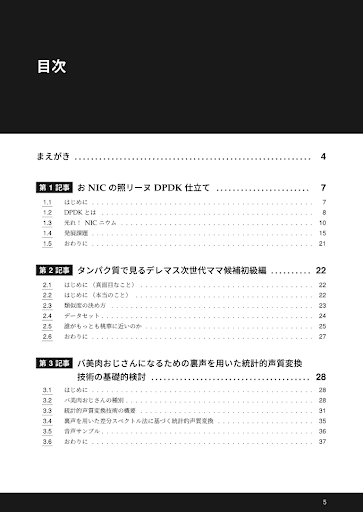 目次
まえがき 4
第1記事 お NIC の照リーヌ DPDK 仕立て 7
1.1 はじめに 7
1.2 DPDK とは 8
1.3 光れ! NIC ニウム 10
1.4 発展課題 15
1.5 おわりに 21
第2記事 タンパク質で見るデレマス次世代ママ候補初級編 22
2.1 はじめに (真面目なこと) 22
2.2 はじめに (本当のこと) 22
2.3 類似度の決め方 23
2.4 データセット 24
2.5 誰がもっとも桃華に近いのか 25
2.6 おわりに 27
第3記事 バ美肉おじさんになるための裏声を用いた統計的声質変換
技術の基礎的検討 28
3.1 はじめに 28
3.2 バ美肉おじさんの種別 28
3.3 統計的声質変換技術の概要 31
3.4 裏声を用いた差分スペクトル法に基づく統計的声質変換 35
3.5 音声サンプル 36
3.6 おわりに 37
5